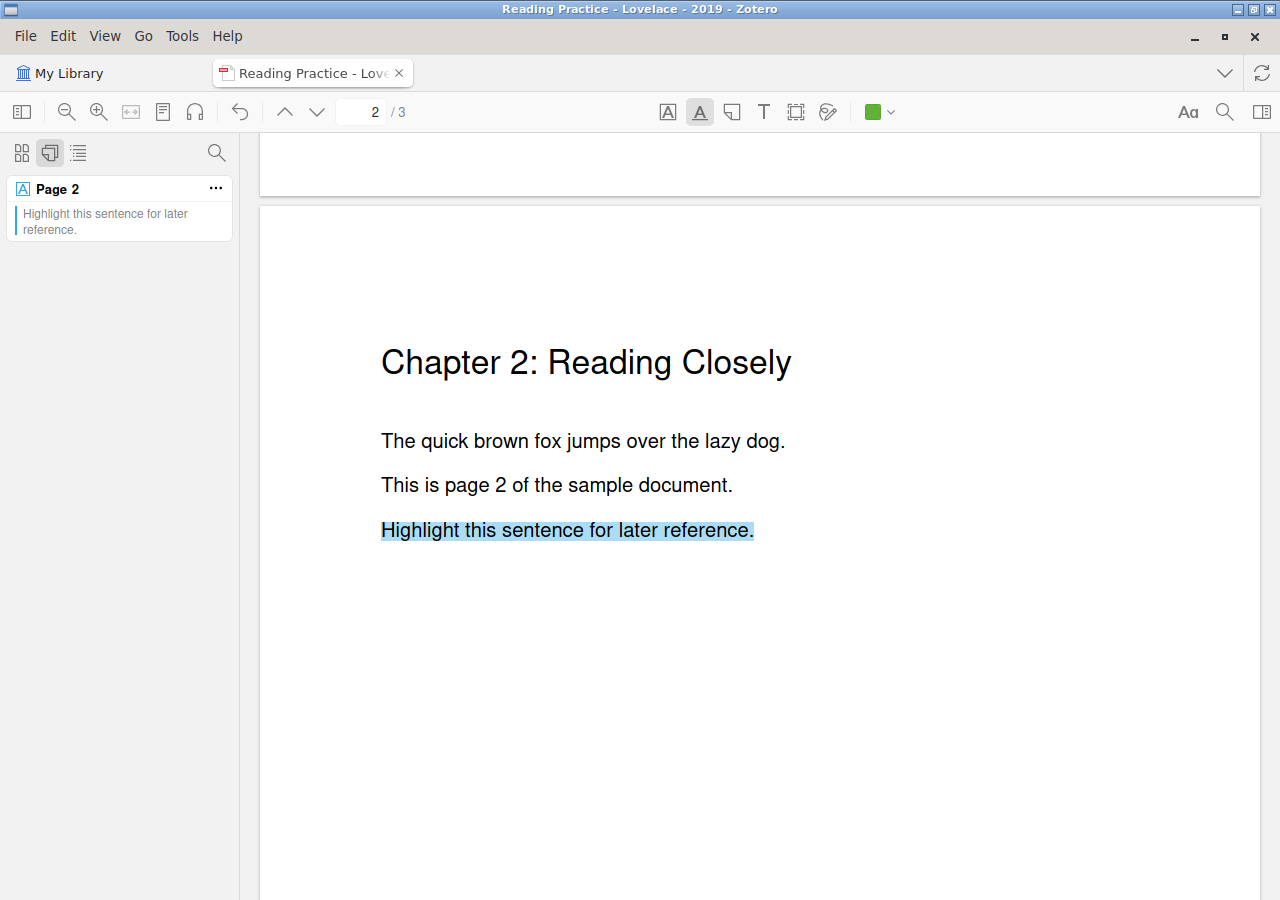 Reading Practice - Lovelace - 2019 - Zotero
File Edit View Go Tools Help
My Library
Reading Practice - Love
2 / 3
Aa
Page 2
Highlight this sentence for later
reference.
Chapter 2: Reading Closely
The quick brown fox jumps over the lazy dog.
This is page 2 of the sample document.
Highlight this sentence for later reference.